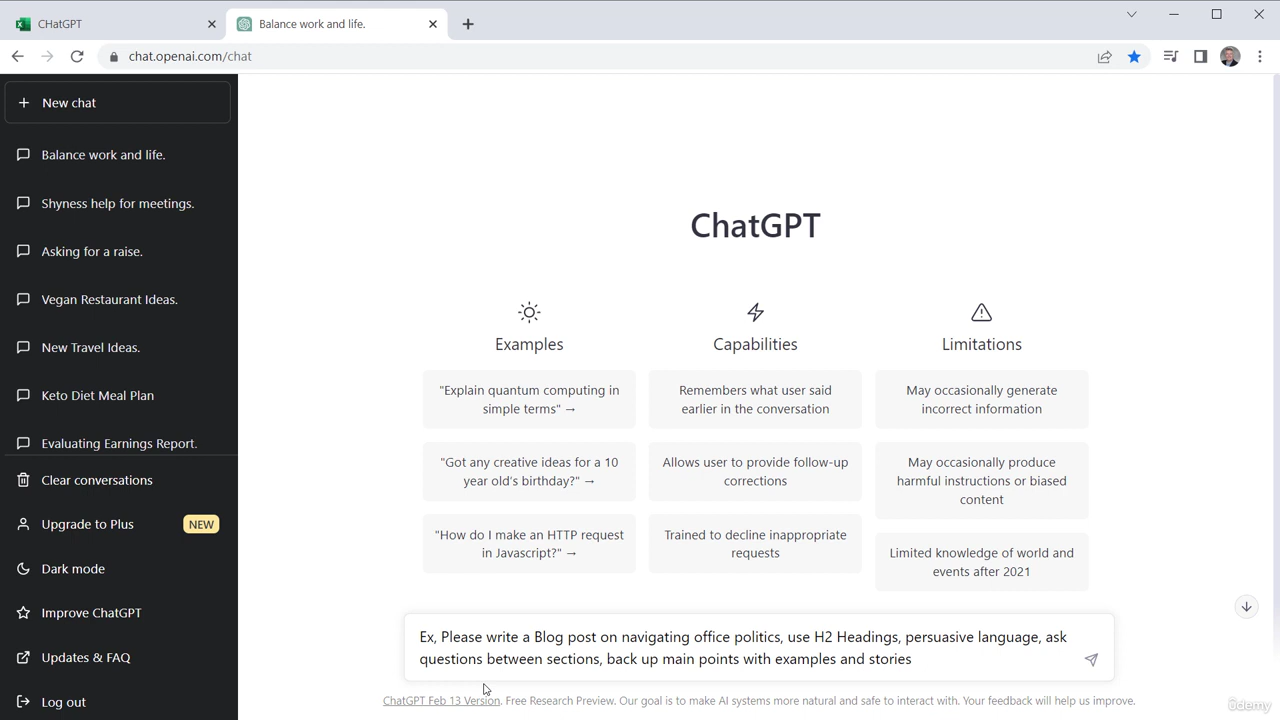 ChatGPT
Balance work and life.
chat.openai.com/chat
New chat
Balance work and life.
Shyness help for meetings.
Asking for a raise.
Vegan Restaurant Ideas.
New Travel Ideas.
Keto Diet Meal Plan
Evaluating Earnings Report.
Clear conversations
Upgrade to Plus
NEW
Dark mode
Improve ChatGPT
Updates & FAQ
Log out
ChatGPT
Examples
"Explain quantum computing in
simple terms" →
"Got any creative ideas for a 10
year old's birthday?" →
"How do I make an HTTP request
in Javascript?" →
Capabilities
Remembers what user said
earlier in the conversation
Allows user to provide follow-up
corrections
Trained to decline inappropriate
requests
Limitations
May occasionally generate
incorrect information
May occasionally produce
harmful instructions or biased
content
Limited knowledge of world and
events after 2021
Ex, Please write a Blog post on navigating office politics, use H2 Headings, persuasive language, ask
questions between sections, back up main points with examples and stories
ChatGPT Feb 13 Version. Free Research Preview. Our goal is to make AI systems more natural and safe to interact with. Your feedback will help us improve.
ûdemy